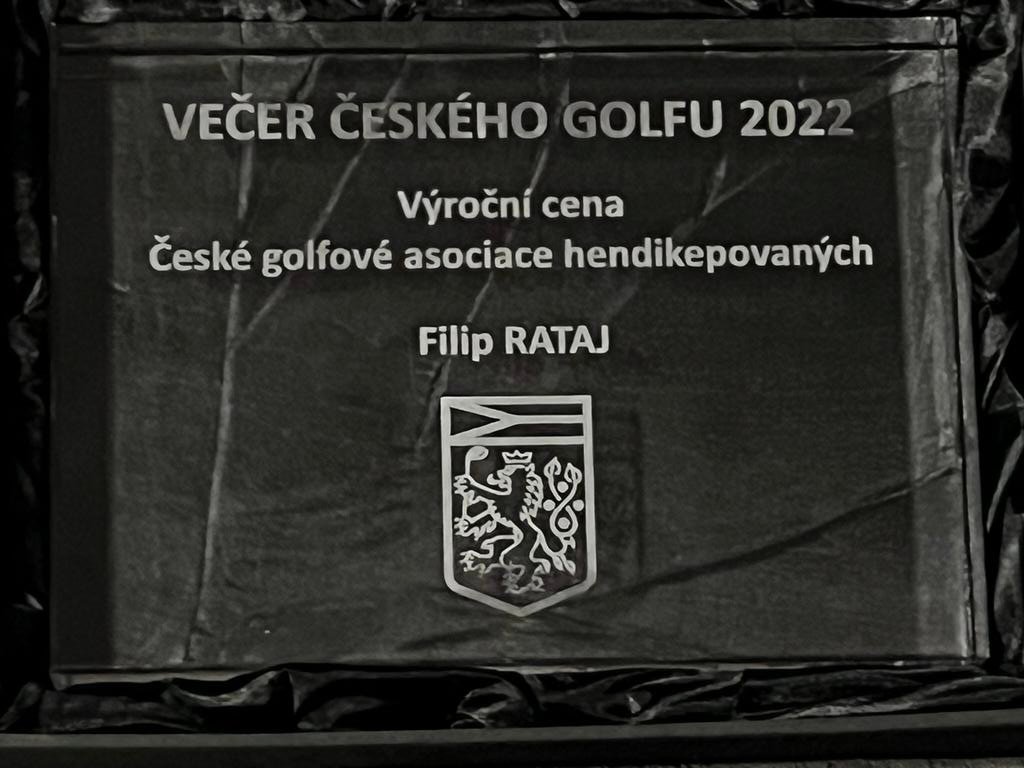 VEČER ČESKÉHO GOLFU 2022
Výroční cena
České golfové asociace hendikepovaných
Filip RATAJ